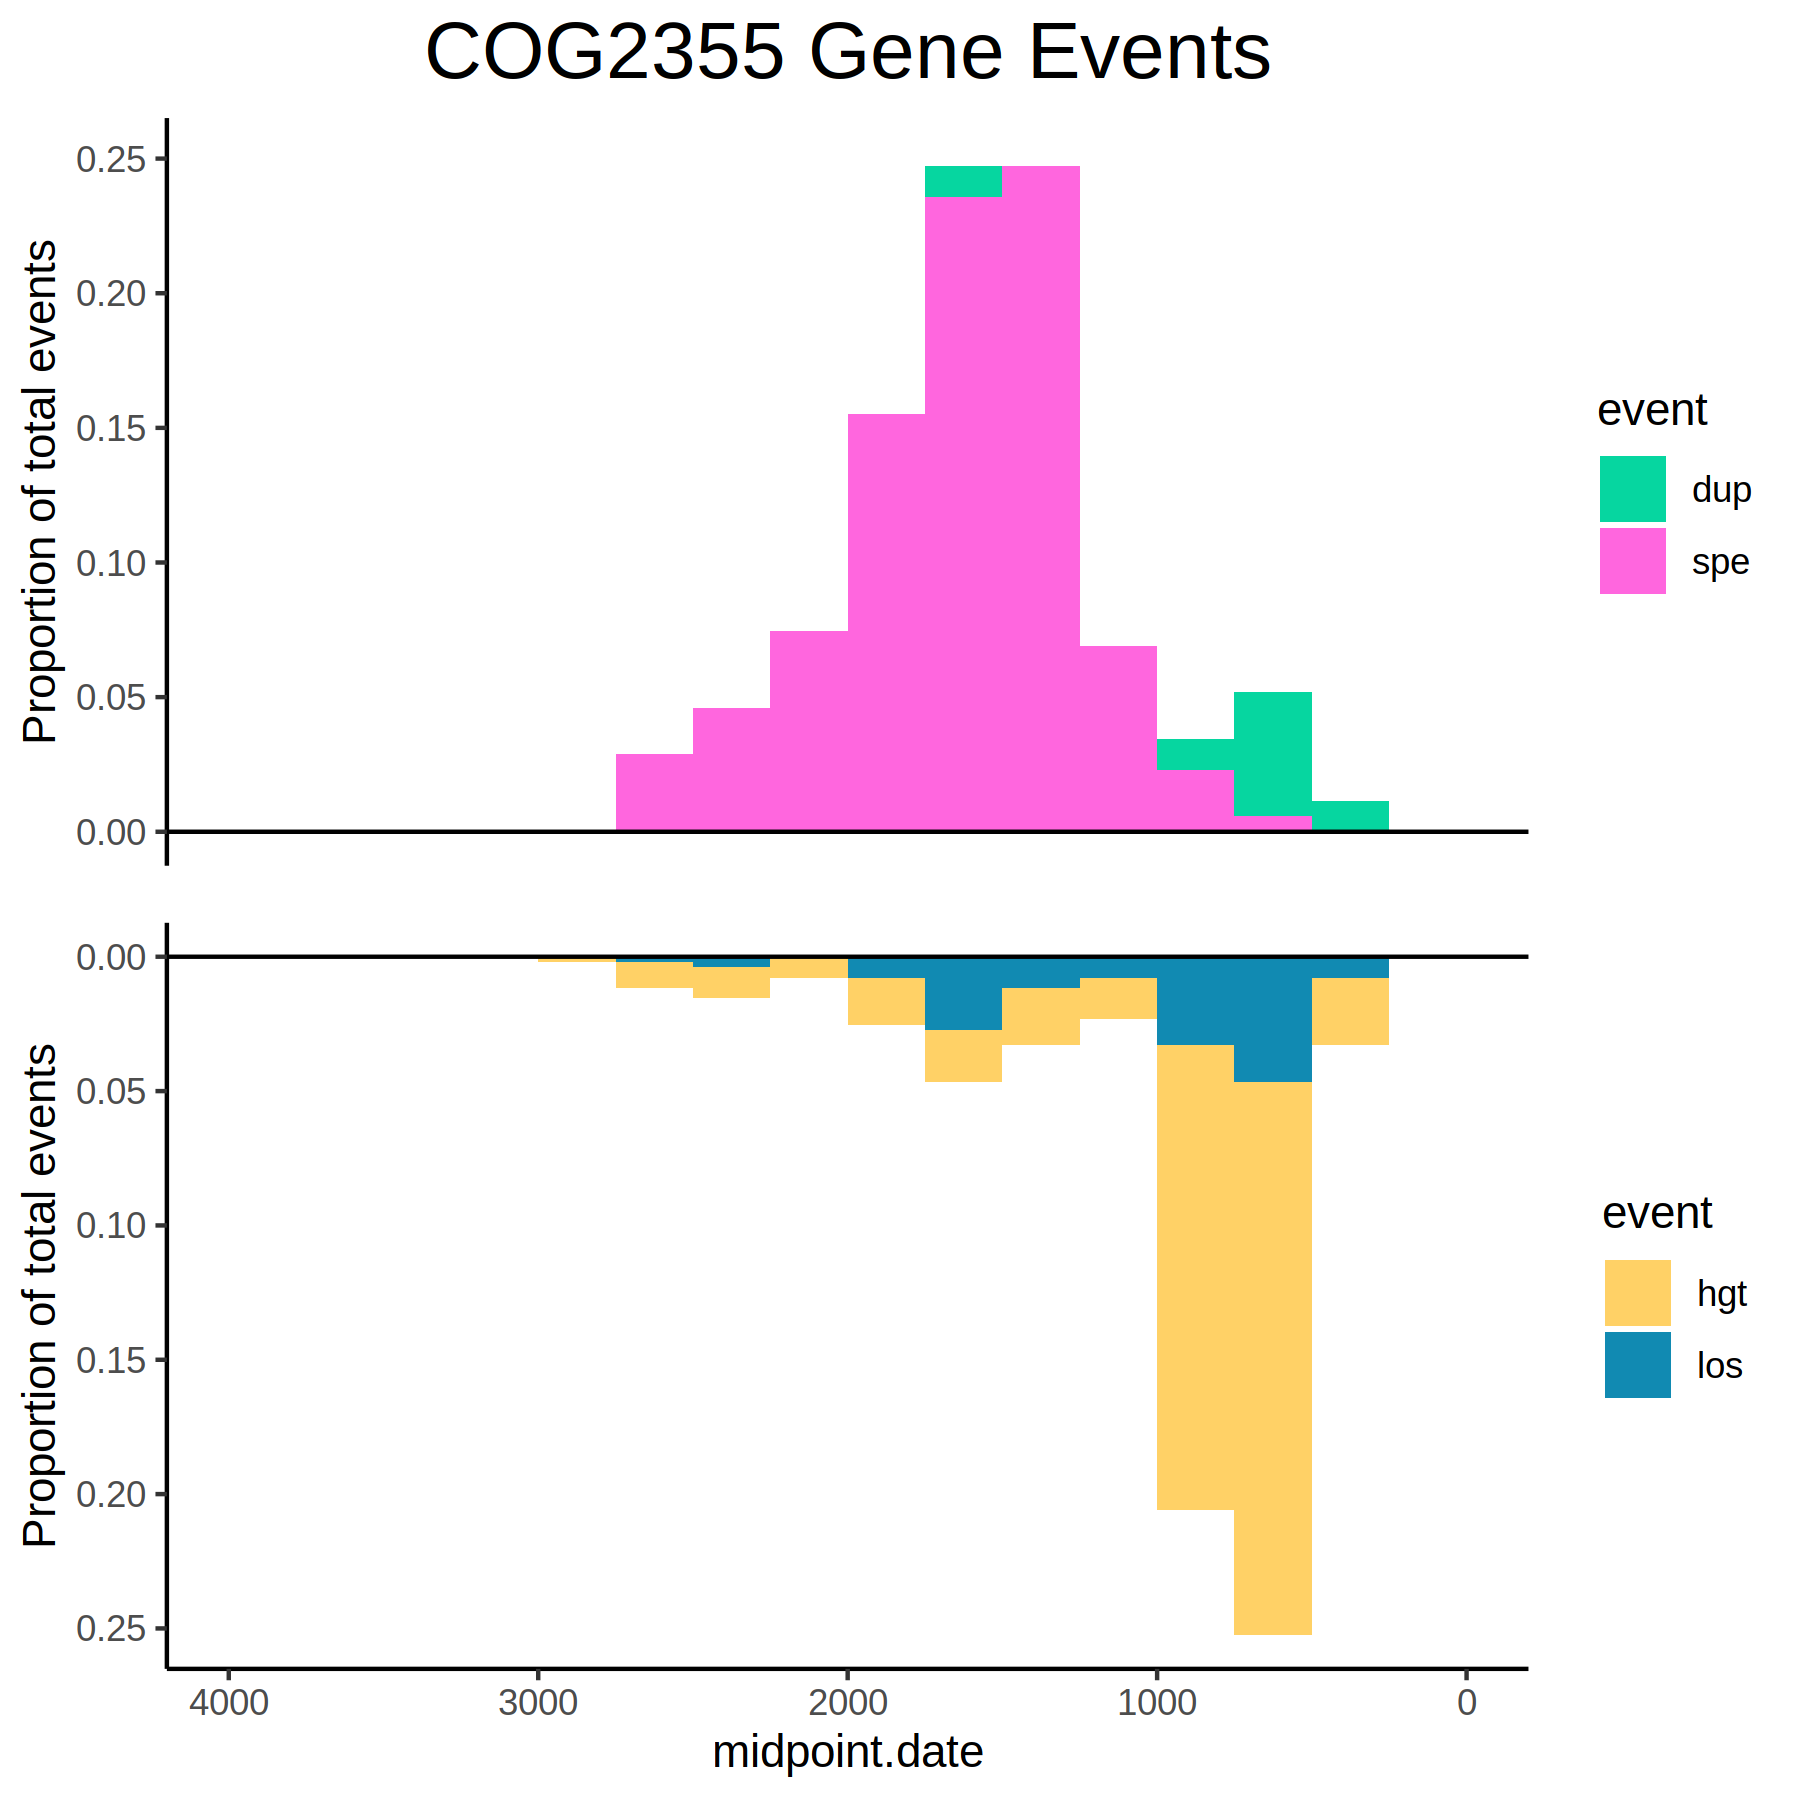 COG2355 Gene Events
Proportion of total events
0.25
0.20
0.15
0.10
0.05
0.00
event
dup
spe
Proportion of total events
0.00
0.05
0.10
0.15
0.20
0.25
event
hgt
los
4000 3000 2000 1000 0
midpoint.date